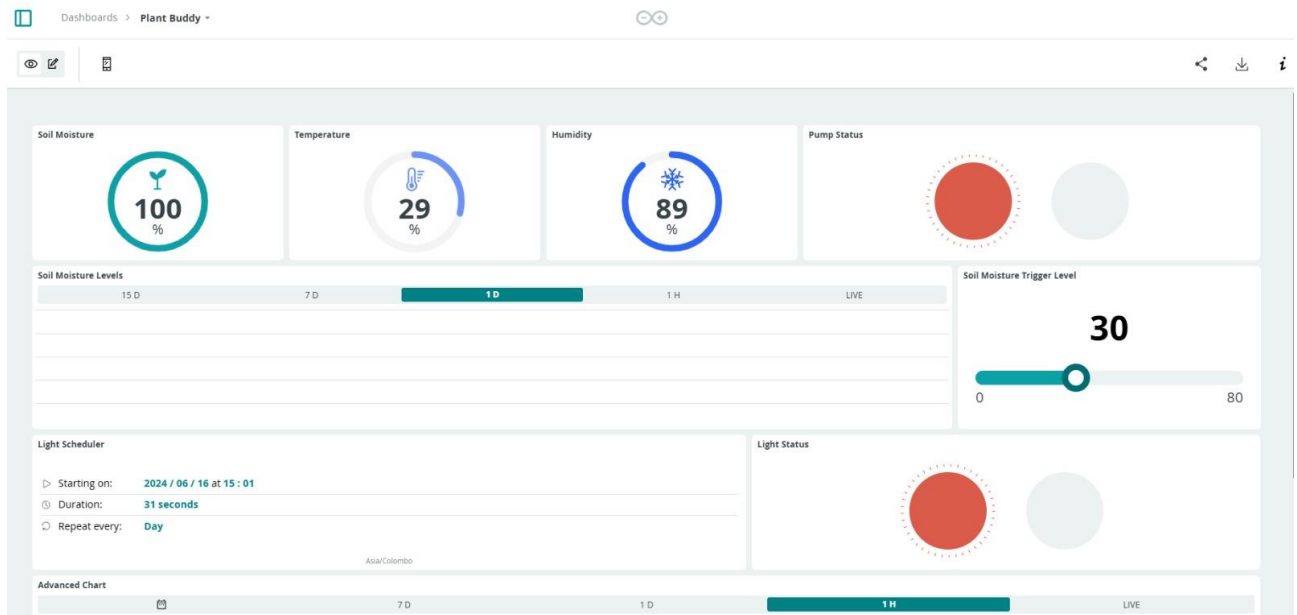 Dashboards > Plant Buddy
i
Soil Moisture
100
%
Temperature
29
%
Humidity
89
%
Pump Status
Soil Moisture Levels
15 D 7 D 1 D 1 H LIVE
Soil Moisture Trigger Level
30
0 80
Light Scheduler
Starting on: 2024 / 06 / 16 at 15 : 01
Duration: 31 seconds
Repeat every: Day
Asia/Colombo
Light Status
Advanced Chart
7 D 1 D 1 H LIVE